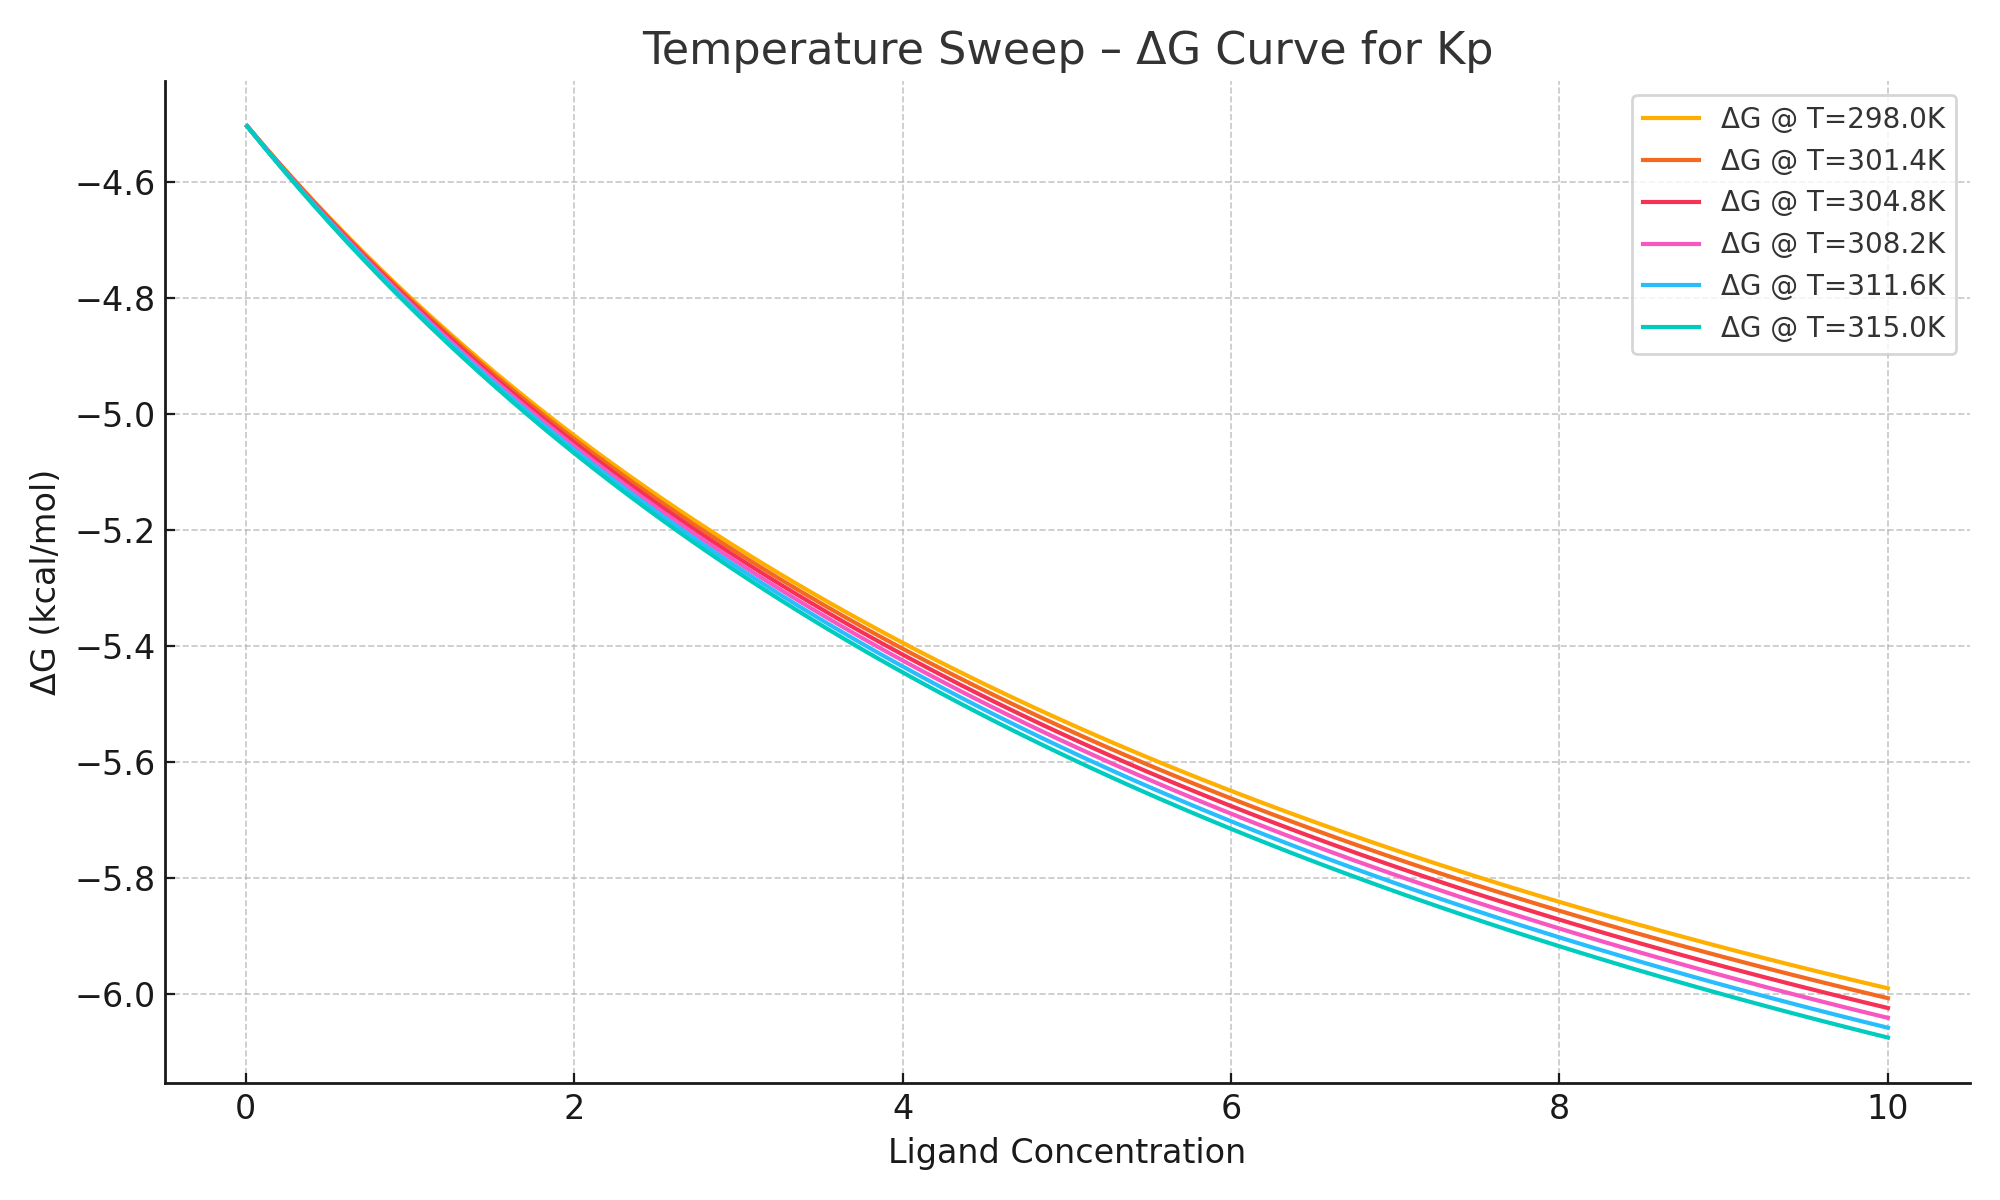 Temperature Sweep – ΔG Curve for Kp
ΔG @ T=298.0K
ΔG @ T=301.4K
ΔG @ T=304.8K
ΔG @ T=308.2K
ΔG @ T=311.6K
ΔG @ T=315.0K
ΔG (kcal/mol)
−4.6
−4.8
−5.0
−5.2
−5.4
−5.6
−5.8
−6.0
0 2 4 6 8 10
Ligand Concentration